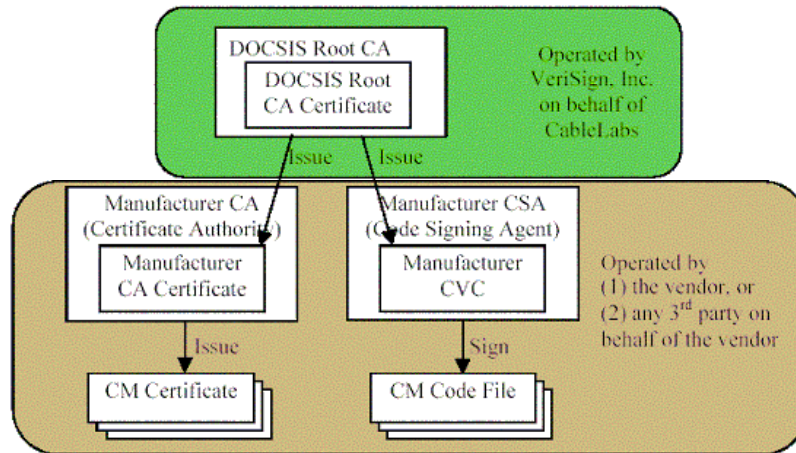 DOCSIS Root CA
DOCSIS Root
CA Certificate
Operated by
VeriSign, Inc.
on behalf of
CableLabs
Issue
Issue
Manufacturer CA
(Certificate Authority)
Manufacturer
CA Certificate
Manufacturer CSA
(Code Signing Agent)
Manufacturer
CVC
Operated by
(1) the vendor, or
(2) any 3rd party on
behalf of the vendor
Issue
Sign
CM Certificate
CM Code File